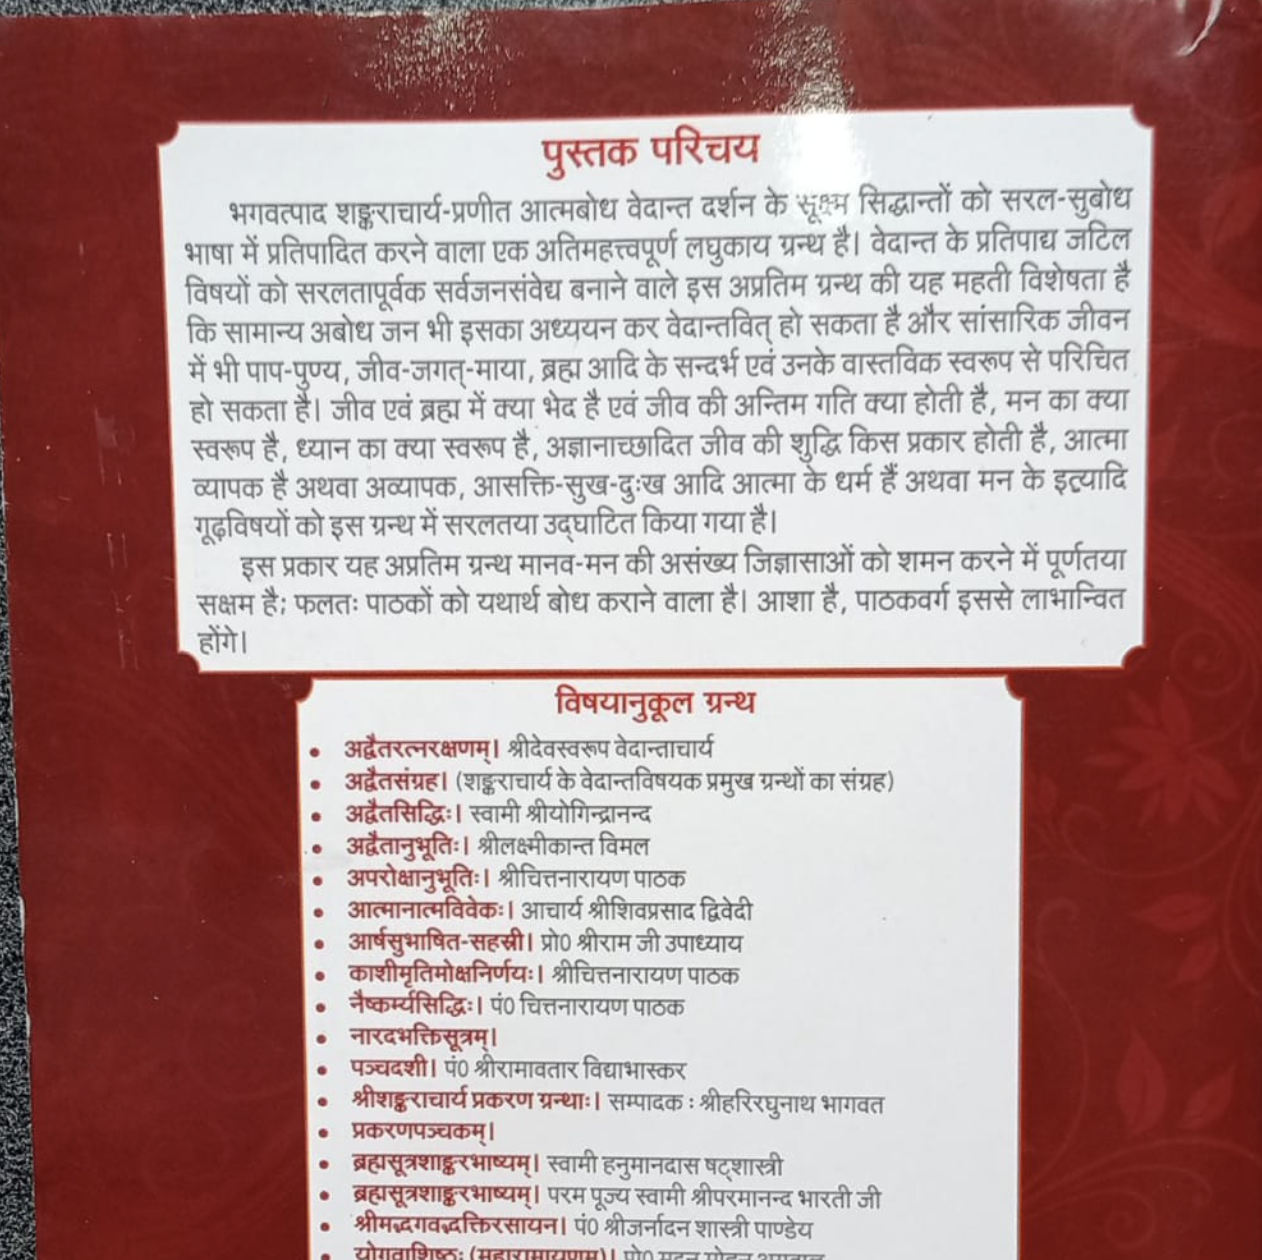 पुस्तक परिचय
भगवत्पाद शङ्कराचार्य-प्रणीत आत्मबोध वेदान्त दर्शन के सूक्ष्म सिद्धान्तों को सरल-सुबोध
भाषा में प्रतिपादित करने वाला एक अतिमहत्त्वपूर्ण लघुकाय ग्रन्थ है। वेदान्त के प्रतिपाद्य जटिल
विषयों को सरलतापूर्वक सर्वजनसंवेद्य बनाने वाले इस अप्रतिम ग्रन्थ की यह महती विशेषता है
कि सामान्य अबोध जन भी इसका अध्ययन कर वेदान्तवित् हो सकता है और सांसारिक जीवन
में भी पाप-पुण्य, जीव-जगत्-माया, ब्रह्म आदि के सन्दर्भ एवं उनके वास्तविक स्वरूप से परिचित
हो सकता है। जीव एवं ब्रह्म में क्या भेद है एवं जीव की अन्तिम गति क्या होती है, मन का क्या
स्वरूप है, ध्यान का क्या स्वरूप है, अज्ञानाच्छादित जीव की शुद्धि किस प्रकार होती है, आत्मा
व्यापक है अथवा अव्यापक, आसक्ति-सुख-दुःख आदि आत्मा के धर्म हैं अथवा मन के इत्यादि
गूढ़विषयों को इस ग्रन्थ में सरलतया उद्घाटित किया गया है।
इस प्रकार यह अप्रतिम ग्रन्थ मानव-मन की असंख्य जिज्ञासाओं को शमन करने में पूर्णतया
सक्षम है; फलतः पाठकों को यथार्थ बोध कराने वाला है। आशा है, पाठकवर्ग इससे लाभान्वित
होंगे।
विषयानुकूल ग्रन्थ
• अद्वैतरत्नरक्षणम्। श्रीदेवस्वरूप वेदान्ताचार्य
• अद्वैतसंग्रह। (शङ्कराचार्य के वेदान्तविषयक प्रमुख ग्रन्थों का संग्रह)
• अद्वैतसिद्धिः। स्वामी श्रीयोगिन्द्रानन्द
• अद्वैतानुभूतिः। श्रीलक्ष्मीकान्त विमल
• अपरोक्षानुभूतिः। श्रीचित्तनारायण पाठक
• आत्मानात्मविवेकः। आचार्य श्रीशिवप्रसाद द्विवेदी
• आर्षसुभाषित-सहस्री। प्रो0 श्रीराम जी उपाध्याय
• काशीमृतिमोक्षनिर्णयः। श्रीचित्तनारायण पाठक
• नैष्कर्म्यसिद्धिः। पं0 चित्तनारायण पाठक
• नारदभक्तिसूत्रम्।
• पञ्चदशी। पं0 श्रीरामावतार विद्याभास्कर
• श्रीशङ्कराचार्य प्रकरण ग्रन्थाः। सम्पादक : श्रीहरिरघुनाथ भागवत
• प्रकरणपञ्चकम्।
• ब्रह्मसूत्रशाङ्करभाष्यम्। स्वामी हनुमानदास षट्शास्त्री
• ब्रह्मसूत्रशाङ्करभाष्यम्। परम पूज्य स्वामी श्रीपरमानन्द भारती जी
• श्रीमद्भगवद्भक्तिरसायन। पं0 श्रीजर्नादन शास्त्री पाण्डेय
• योगवाशिष्ठः (महारामायणम्)। प्रो0 मदन मोहन अग्रवाल